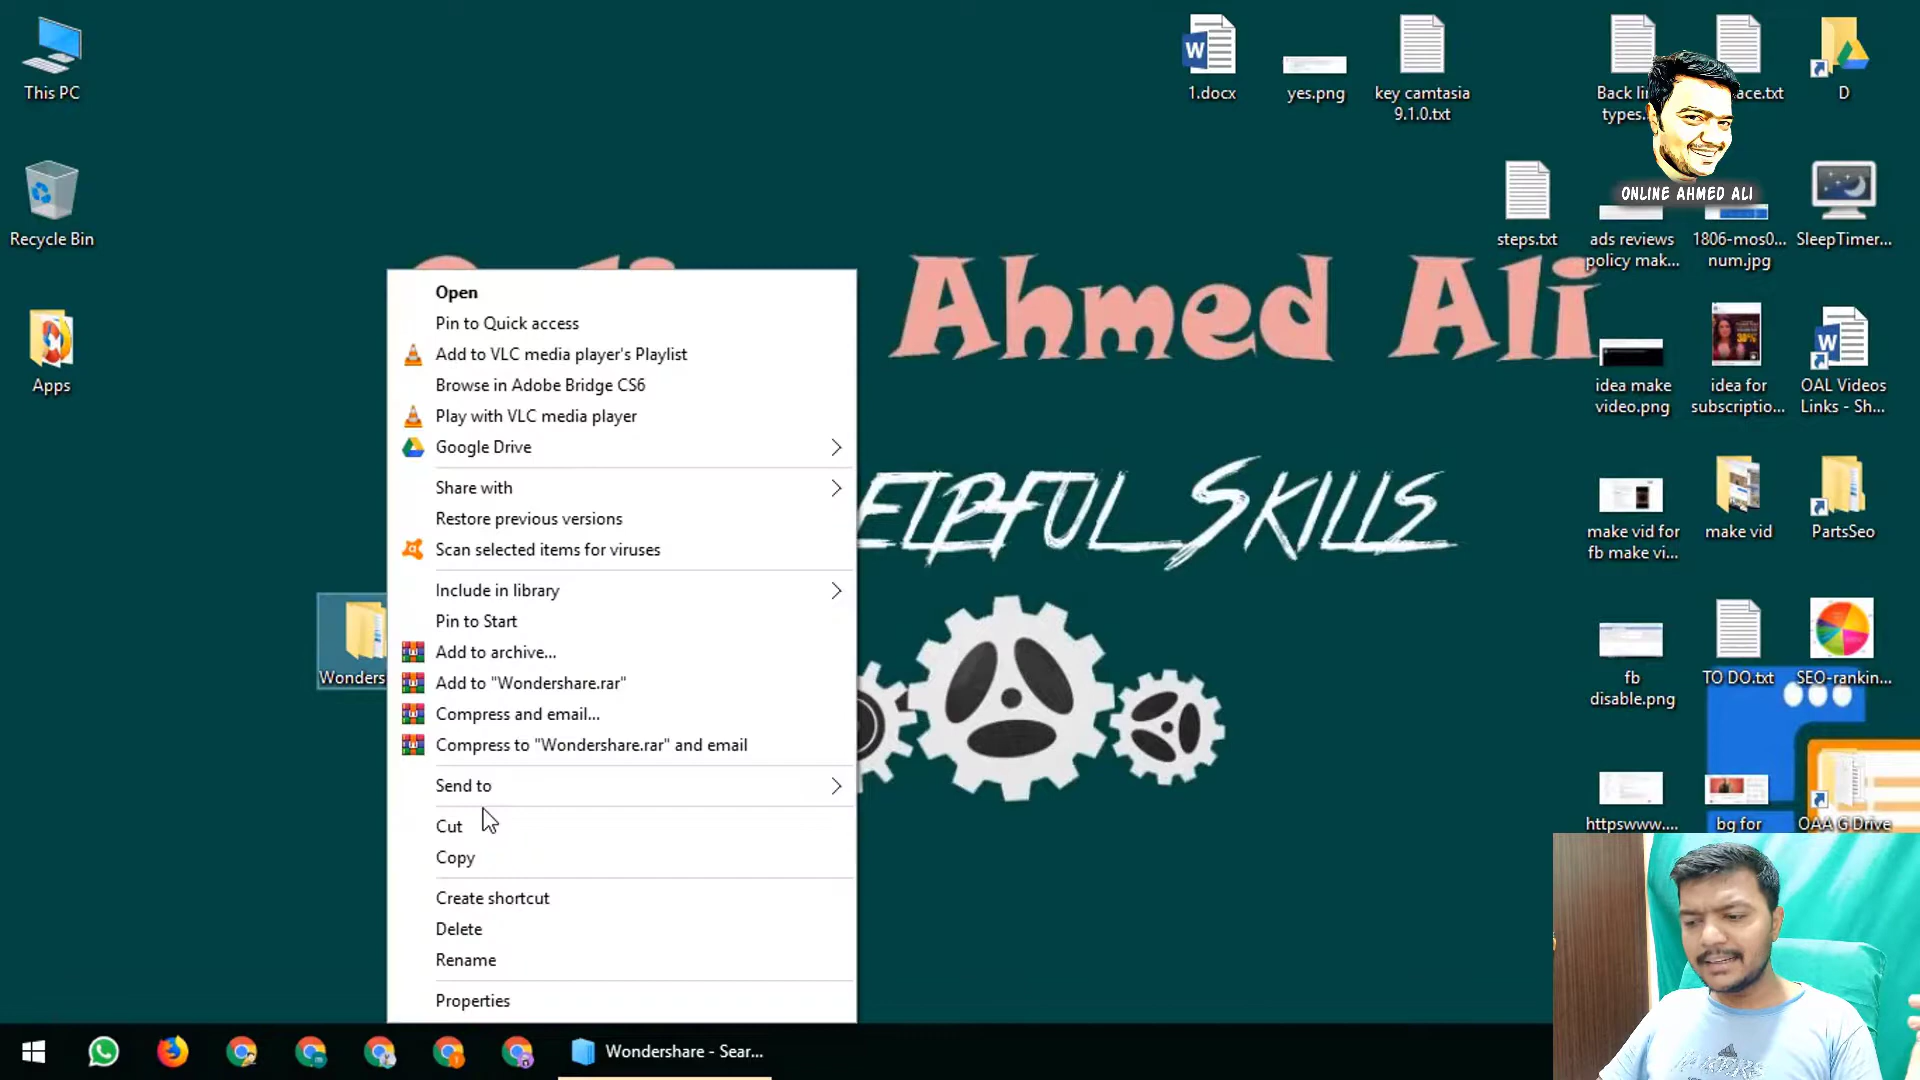 This PC
Recycle Bin
Apps
1.docx
yes.png
key camtasia
9.1.0.txt
D
ONLINE AHMED ALI
steps.txt
ads reviews
policy mak...
1806-mos0...
num.jpg
SleepTimer...
Ahmed Ali
idea make
video.png
idea for
subscriptio...
OAL Videos
Links - Sh...
SKILLS
make vid for
fb make vi...
make vid
PartsSeo
fb
disable.png
TO DO.txt
SEO-rankin...
httpswww....
bg for
OAA G Drive
Open
Pin to Quick access
Add to VLC media player's Playlist
Browse in Adobe Bridge CS6
Play with VLC media player
Google Drive
Share with
Restore previous versions
Scan selected items for viruses
Include in library
Pin to Start
Add to archive...
Add to "Wondershare.rar"
Compress and email...
Compress to "Wondershare.rar" and email
Send to
Cut
Copy
Create shortcut
Delete
Rename
Properties
Wondershare - Sear...